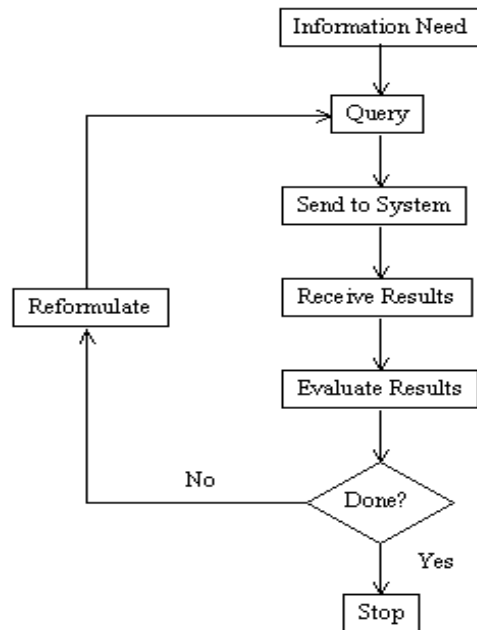 Information Need
Query
Send to System
Reformulate
Receive Results
Evaluate Results
No
Done?
Yes
Stop